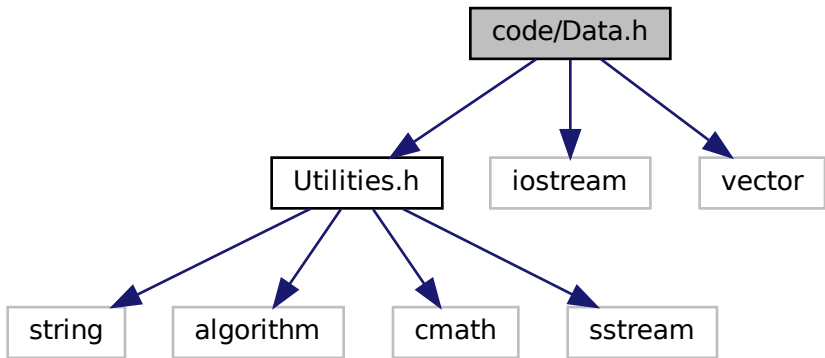 code/Data.h
Utilities.h
iostream
vector
string
algorithm
cmath
sstream